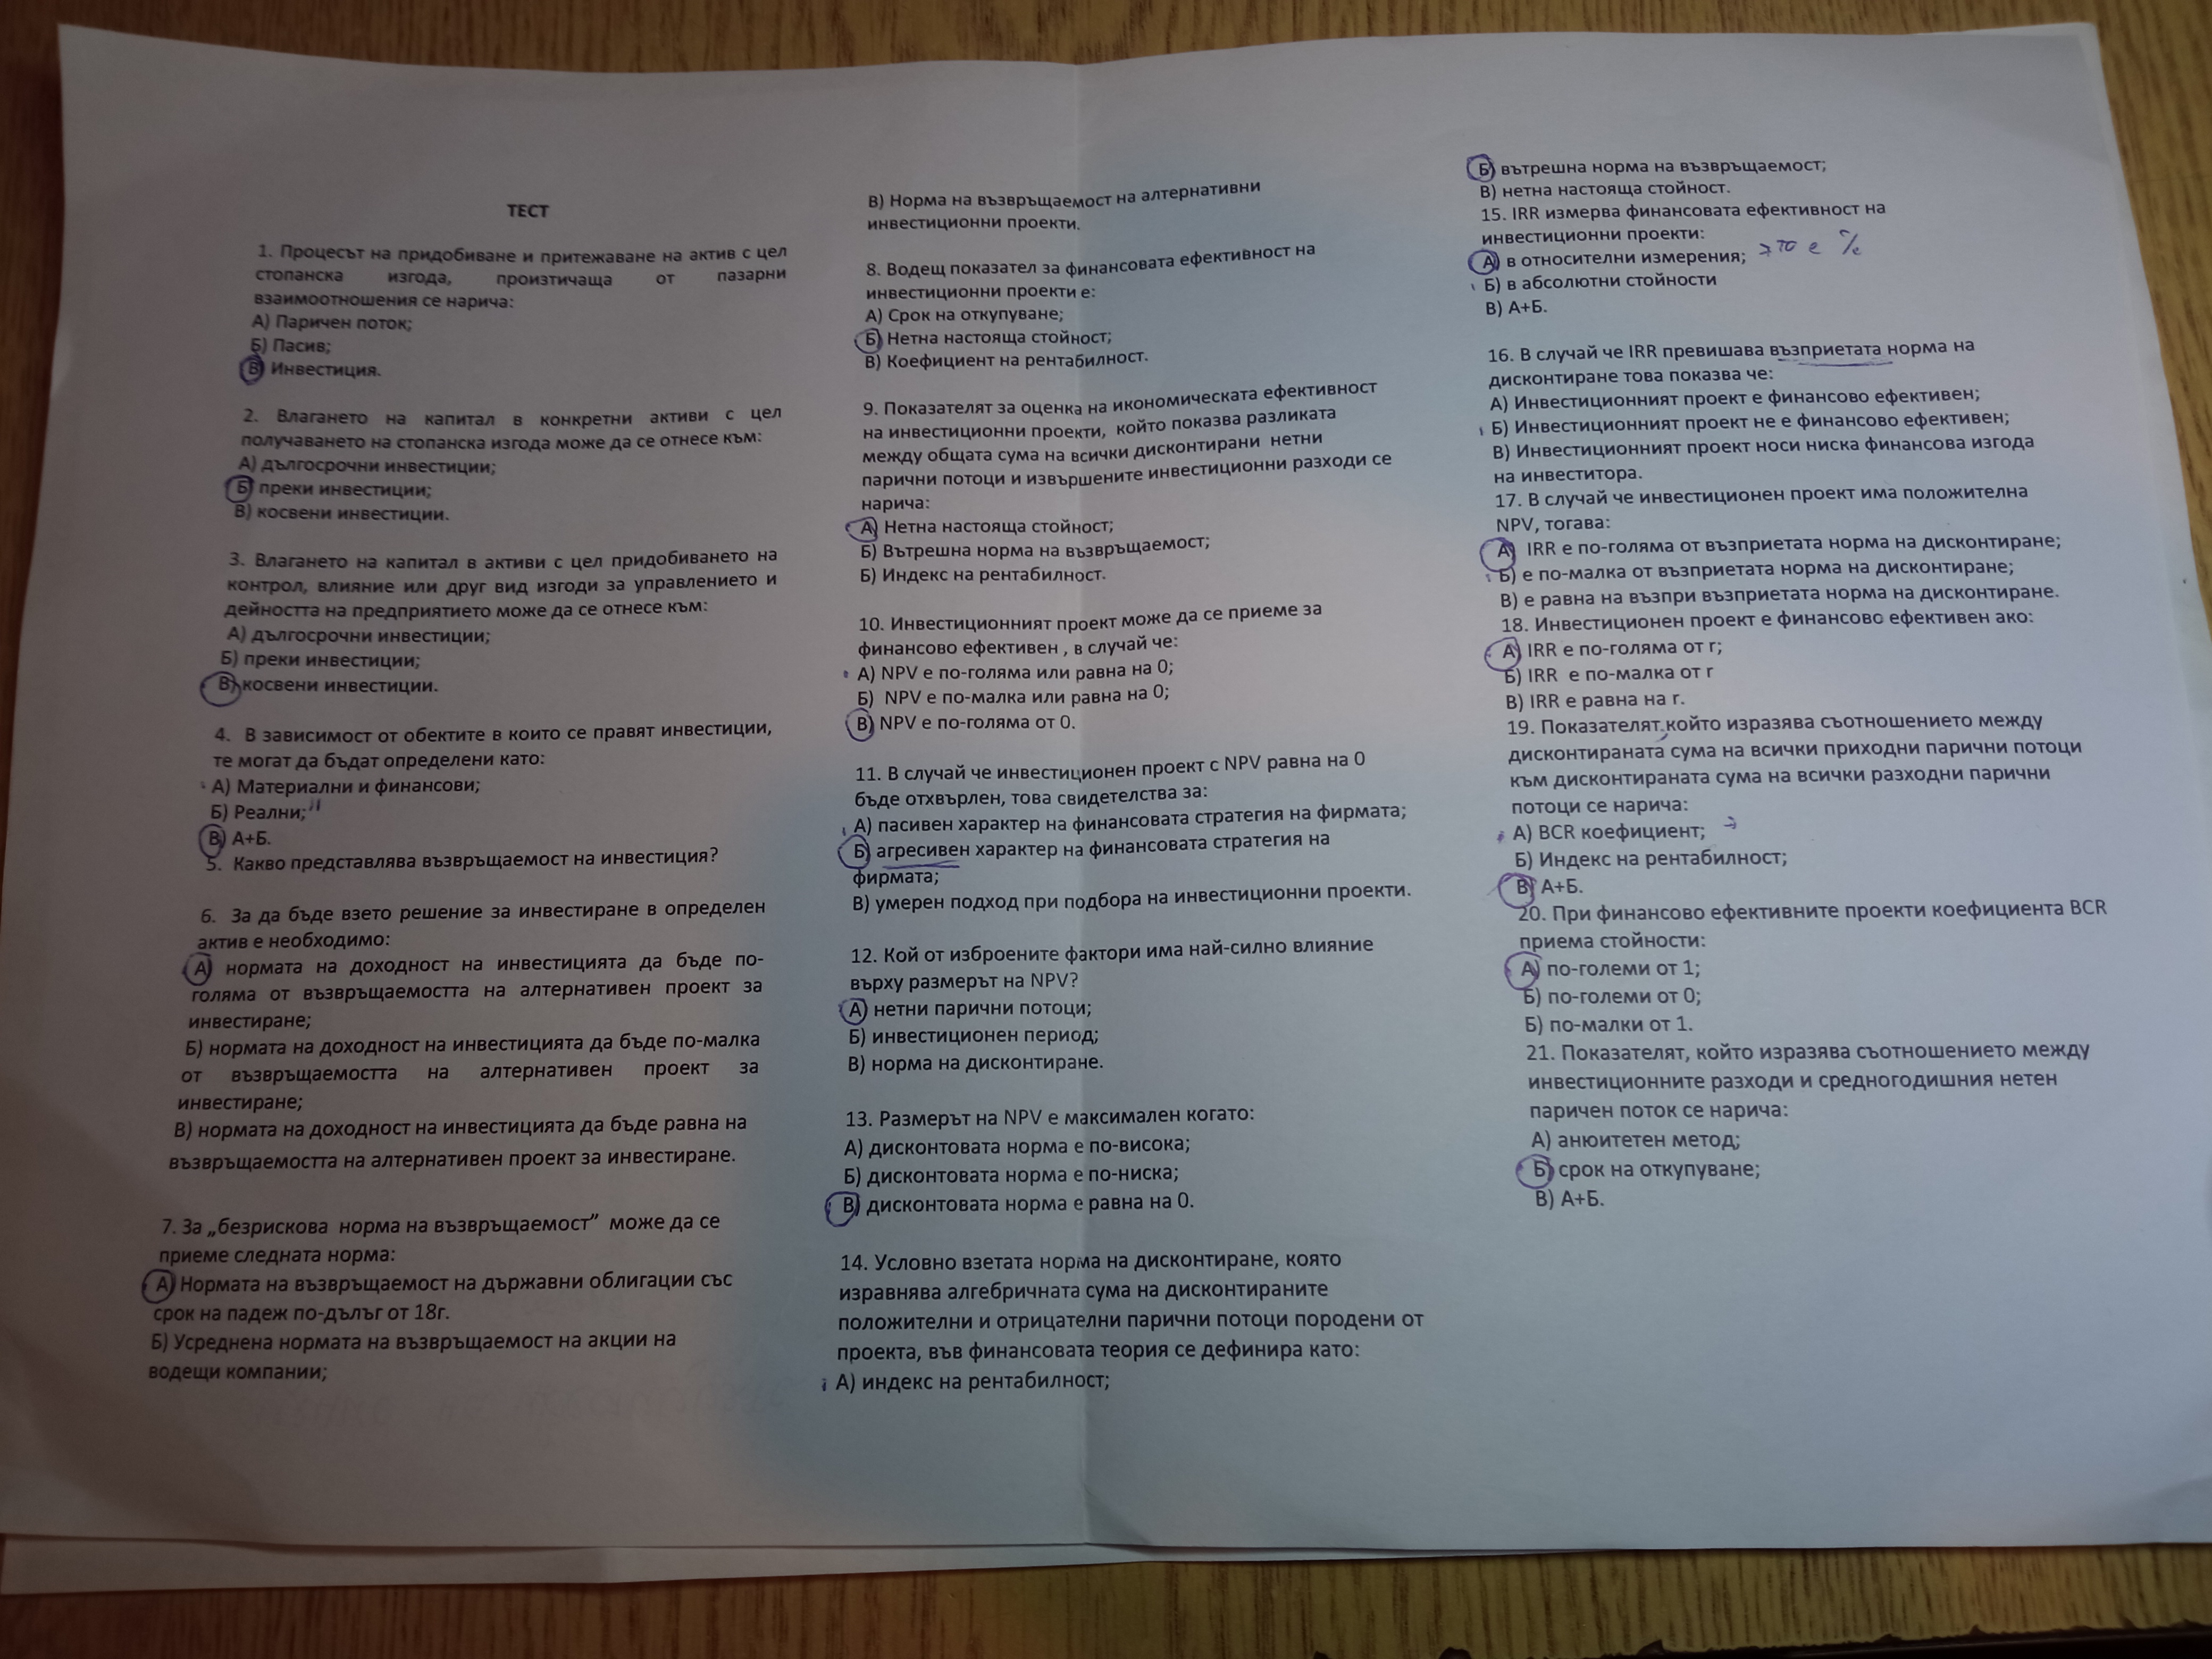 ТЕСТ
1. Процесът на придобиване и притежаване на актив с цел
стопанска изгода, произтичаща от пазарни
взаимоотношения се нарича:
А) Паричен поток;
Б) Пасив;
В) Инвестиция.
2. Влагането на капитал в конкретни активи с цел
получаването на стопанска изгода може да се отнесе към:
А) дългосрочни инвестиции;
Б) преки инвестиции;
В) косвени инвестиции.
3. Влагането на капитал в активи с цел придобиването на
контрол, влияние или друг вид изгоди за управлението и
дейността на предприятието може да се отнесе към:
А) дългосрочни инвестиции;
Б) преки инвестиции;
В) косвени инвестиции.
4. В зависимост от обектите в които се правят инвестиции,
те могат да бъдат определени като:
А) Материални и финансови;
Б) Реални;
В) А+Б.
5. Какво представлява възвръщаемост на инвестиция?
6. За да бъде взето решение за инвестиране в определен
актив е необходимо:
А) нормата на доходност на инвестицията да бъде по-
голяма от възвръщаемостта на алтернативен проект за
инвестиране;
Б) нормата на доходност на инвестицията да бъде по-малка
от възвръщаемостта на алтернативен проект за
инвестиране;
В) нормата на доходност на инвестицията да бъде равна на
възвръщаемостта на алтернативен проект за инвестиране.
7. За „безрискова норма на възвръщаемост” може да се
приеме следната норма:
А) Нормата на възвръщаемост на държавни облигации със
срок на падеж по-дълъг от 18г.
Б) Усреднена нормата на възвръщаемост на акции на
водещи компании;
В) Норма на възвръщаемост на алтернативни
инвестиционни проекти.
8. Водещ показател за финансовата ефективност на
инвестиционни проекти е:
А) Срок на откупуване;
Б) Нетна настояща стойност;
В) Коефициент на рентабилност.
9. Показателят за оценка на икономическата ефективност
на инвестиционни проекти, който показва разликата
между общата сума на всички дисконтирани нетни
парични потоци и извършените инвестиционни разходи се
нарича:
А) Нетна настояща стойност;
Б) Вътрешна норма на възвръщаемост;
Б) Индекс на рентабилност.
10. Инвестиционният проект може да се приеме за
финансово ефективен , в случай че:
А) NPV е по-голяма или равна на 0;
Б) NPV е по-малка или равна на 0;
В) NPV е по-голяма от 0.
11. В случай че инвестиционен проект с NPV равна на 0
бъде отхвърлен, това свидетелства за:
А) пасивен характер на финансовата стратегия на фирмата;
Б) агресивен характер на финансовата стратегия на
фирмата;
В) умерен подход при подбора на инвестиционни проекти.
12. Кой от изброените фактори има най-силно влияние
върху размерът на NPV?
А) нетни парични потоци;
Б) инвестиционен период;
В) норма на дисконтиране.
13. Размерът на NPV е максимален когато:
А) дисконтовата норма е по-висока;
Б) дисконтовата норма е по-ниска;
В) дисконтовата норма е равна на 0.
14. Условно взетата норма на дисконтиране, която
изравнява алгебричната сума на дисконтираните
положителни и отрицателни парични потоци породени от
проекта, във финансовата теория се дефинира като:
А) индекс на рентабилност;
Б) вътрешна норма на възвръщаемост;
В) нетна настояща стойност.
15. IRR измерва финансовата ефективност на
инвестиционни проекти:
А) в относителни измерения; е %
Б) в абсолютни стойности
В) А+Б.
16. В случай че IRR превишава възприетата норма на
дисконтиране това показва че:
А) Инвестиционният проект е финансово ефективен;
Б) Инвестиционният проект не е финансово ефективен;
В) Инвестиционният проект носи ниска финансова изгода
на инвеститора.
17. В случай че инвестиционен проект има положителна
NPV, тогава:
А) IRR е по-голяма от възприетата норма на дисконтиране;
Б) е по-малка от възприетата норма на дисконтиране;
В) е равна на възпри възприетата норма на дисконтиране.
18. Инвестиционен проект е финансово ефективен ако:
А) IRR е по-голяма от r;
Б) IRR е по-малка от r
В) IRR е равна на r.
19. Показателят който изразява съотношението между
дисконтираната сума на всички приходни парични потоци
към дисконтираната сума на всички разходни парични
потоци се нарича:
А) BCR коефициент;
Б) Индекс на рентабилност;
В) А+Б.
20. При финансово ефективните проекти коефициента BCR
приема стойности:
А) по-големи от 1;
Б) по-големи от 0;
Б) по-малки от 1.
21. Показателят, който изразява съотношението между
инвестиционните разходи и средногодишния нетен
паричен поток се нарича:
А) анюитетен метод;
Б) срок на откупуване;
В) А+Б.